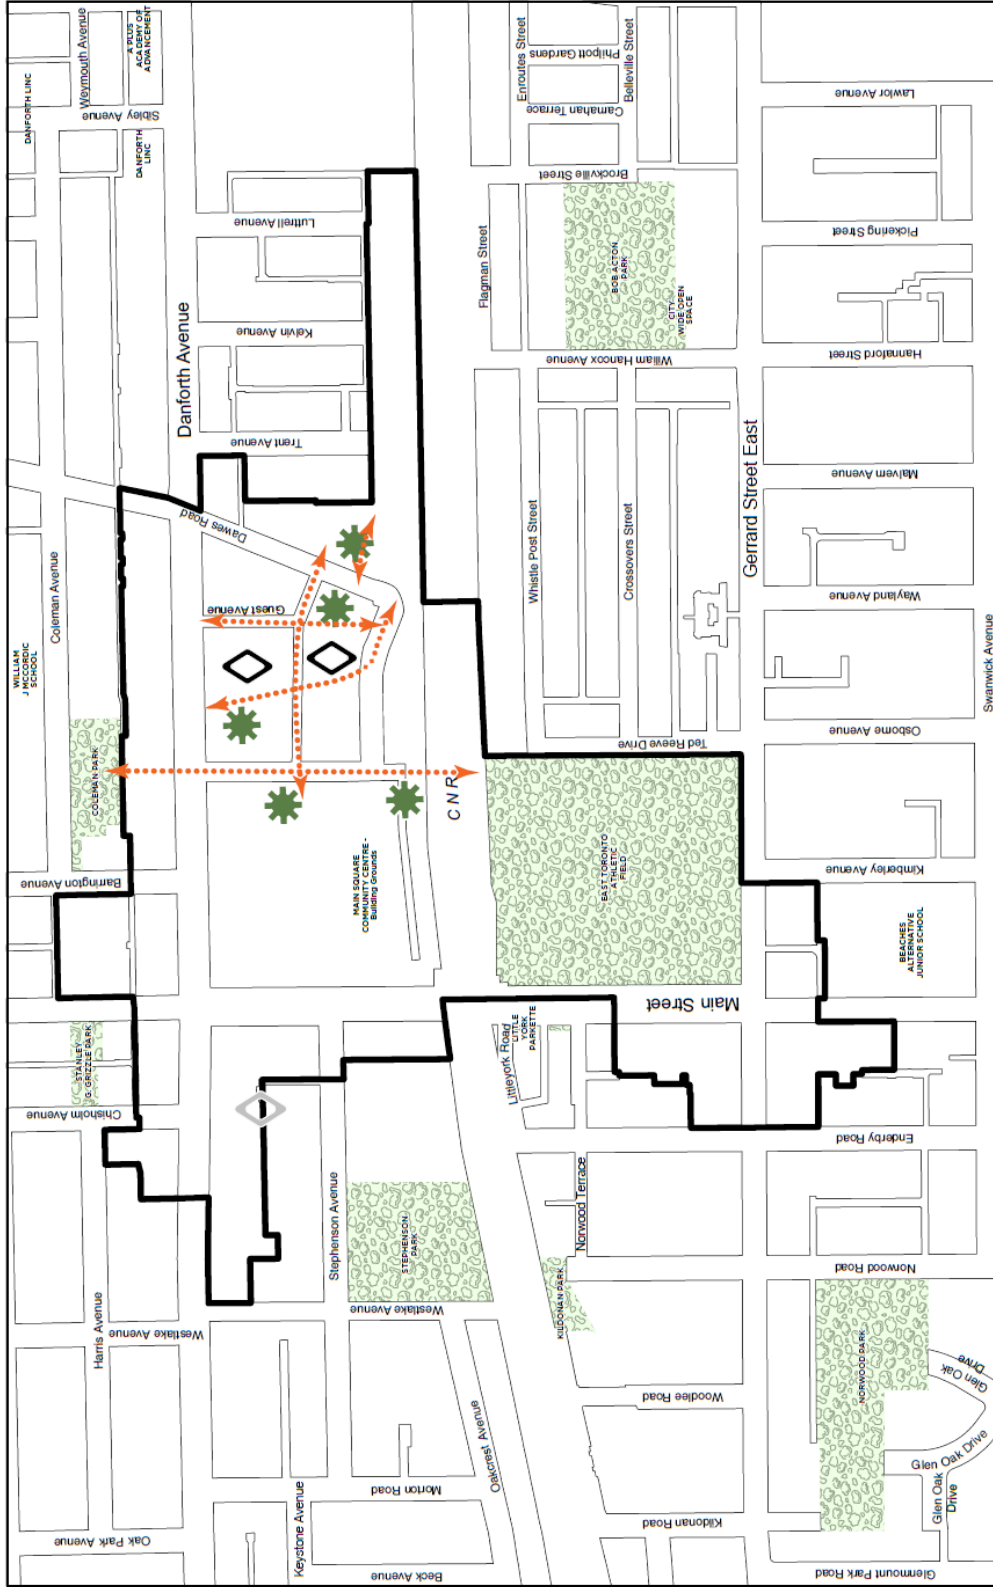 Weymouth Avenue
A PLUS
ACADEMY OF
ADVANCEMENT
DANFORTH LINC
Sibley Avenue
DANFORTH
LINC
Luttrell Avenue
Kelvin Avenue
Trent Avenue
Danforth Avenue
Dawes Road
Guest Avenue
Coleman Avenue
WILLIAM
J MCCORDIC
SCHOOL
COLEMAN PARK
Barrington Avenue
MAIN SQUARE
COMMUNITY CENTRE -
Building Grounds
C N R
STANLEY
G. GRIZZLE PARK
Chisholm Avenue
Harris Avenue
Westlake Avenue
Oak Park Avenue
Stephenson Avenue
STEPHENSON
PARK
Westlake Avenue
Keystone Avenue
Morton Road
Beck Avenue
Oakcrest Avenue
Enroutes Street
Philpott Gardens
Belleville Street
Carnahan Terrace
Brockville Street
Flagman Street
BOB ACTON
PARK
CITY
WIDE OPEN
SPACE
William Hancox Avenue
Whistle Post Street
Crossovers Street
Ted Reeve Drive
Gerrard Street East
EAST TORONTO
ATHLETIC
FIELD
Main Street
Littleyork Road
LITTLE
YORK
PARKETTE
Norwood Terrace
KILDONAN PARK
Woodlee Road
Kildonan Road
Lawlor Avenue
Pickering Street
Hannaford Street
Malvern Avenue
Wayland Avenue
Osborne Avenue
Swanwick Avenue
Kimberley Avenue
BEACHES
ALTERNATIVE
JUNIOR SCHOOL
Enderby Road
Norwood Road
NORWOOD PARK
Glen Oak
Drive
Glen Oak Drive
Glen Oak
Drive
Glenmount Park Road